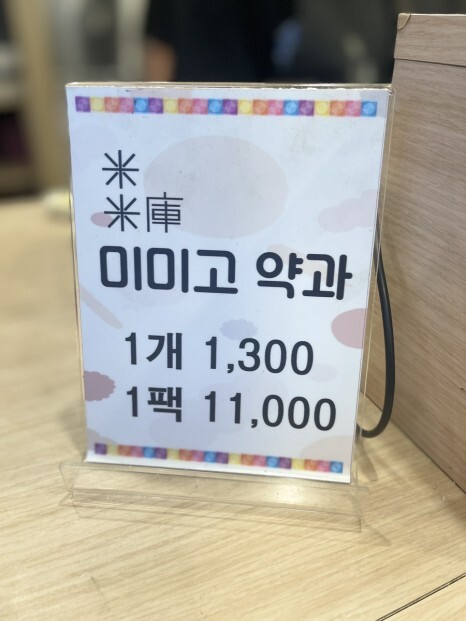 米
米庫
미미고 약과
1개 1,300
1팩 11,000